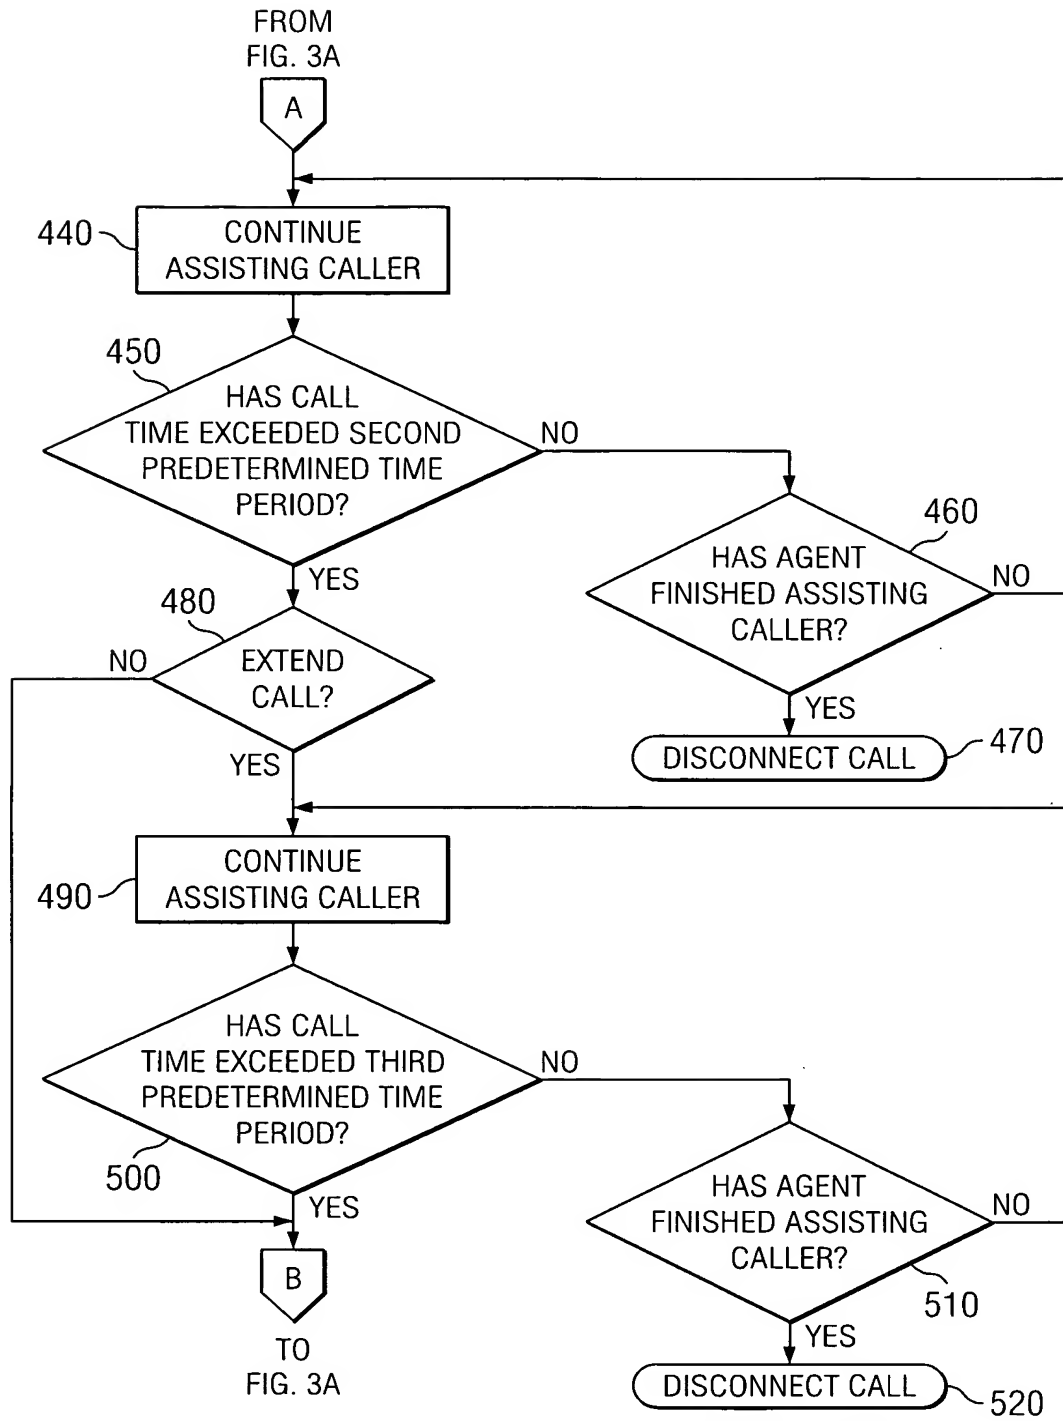 FROM
FIG. 3A
A
440
CONTINUE
ASSISTING CALLER
450
HAS CALL
TIME EXCEEDED SECOND
PREDETERMINED TIME
PERIOD?
NO
YES
460
HAS AGENT
FINISHED ASSISTING
CALLER?
NO
YES
470
DISCONNECT CALL
480
EXTEND
CALL?
NO
YES
490
CONTINUE
ASSISTING CALLER
500
HAS CALL
TIME EXCEEDED THIRD
PREDETERMINED TIME
PERIOD?
NO
YES
510
HAS AGENT
FINISHED ASSISTING
CALLER?
NO
YES
520
DISCONNECT CALL
B
TO
FIG. 3A